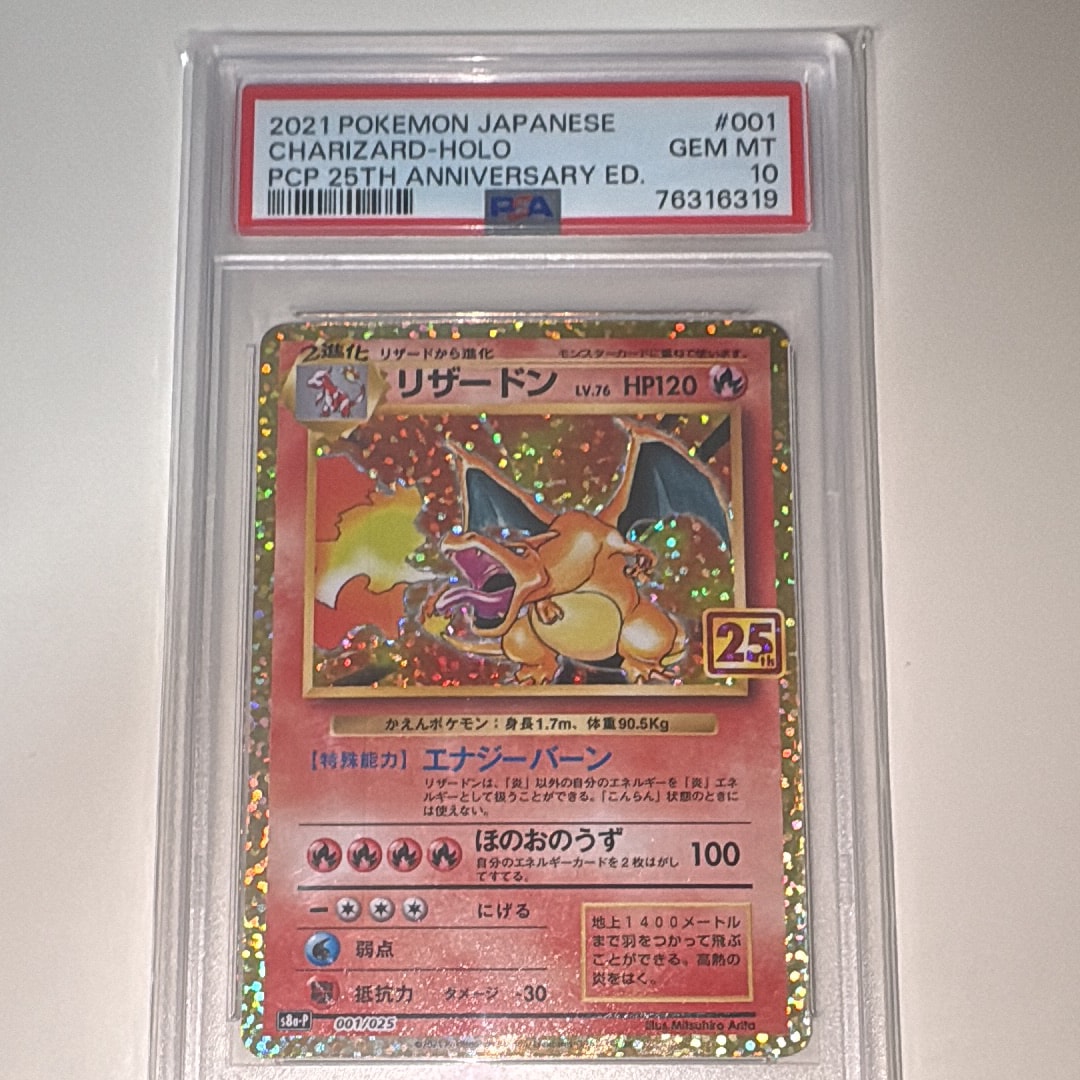 2021 POKEMON JAPANESE #001
CHARIZARD-HOLO GEM MT
PCP 25TH ANNIVERSARY ED. 10
PSA 76316319
2進化 リザードから進化 モンスターカードに重ねて使います。
リザードン LV.76 HP120
25th
かえんポケモン：身長1.7m、体重90.5Kg
【特殊能力】エナジーバーン
リザードンは、「炎」以外の自分のエネルギーを「炎」エネ
ルギーとして扱うことができる。「こんらん」状態のときに
は使えない。
ほのおのうず 100
自分のエネルギーカードを2枚はがし
てすてる。
ー にげる
弱点
抵抗力 ダメージ -30
地上1400メートル
まで羽をつかって飛ぶ
ことができる。高熱の
炎をはく。
s8a-P 001/025 Illus. Mitsuhiro Arita